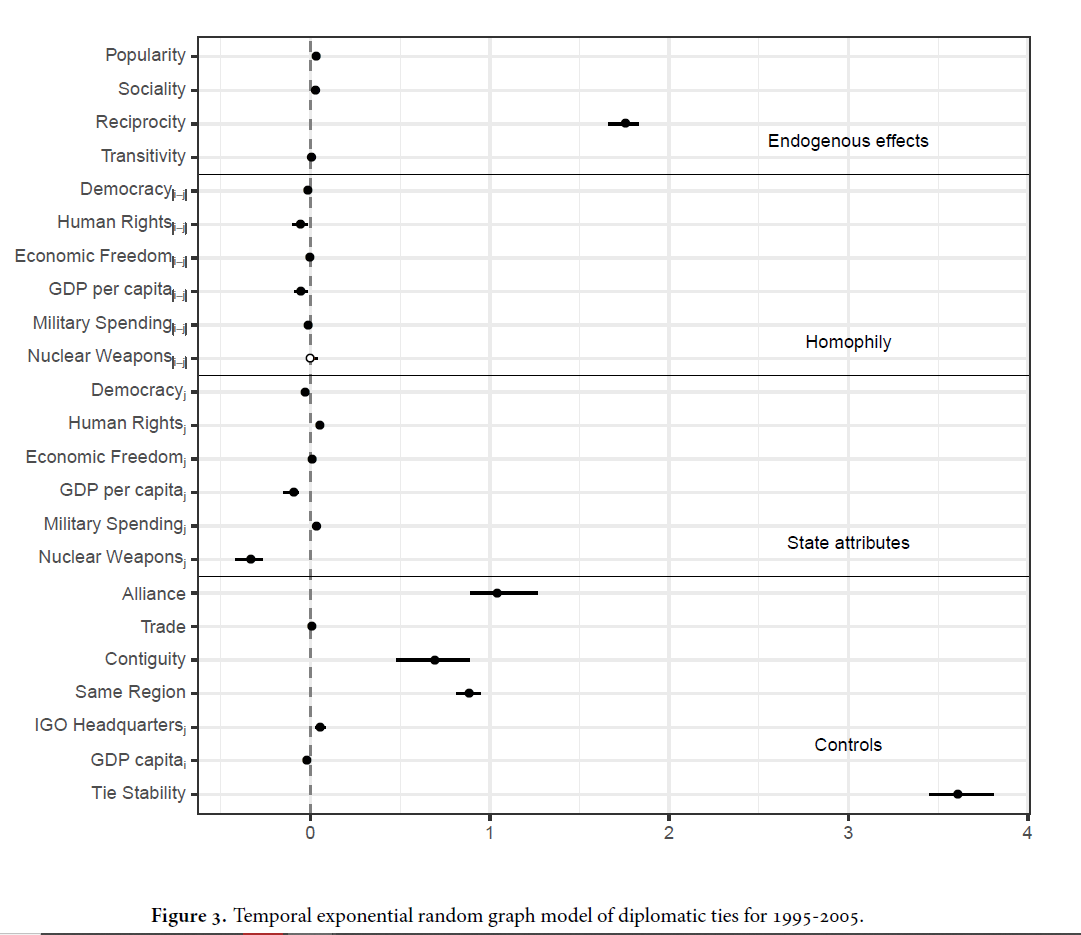 Popularity
Sociality
Reciprocity
Transitivity
Endogenous effects
Democracy|i−j|
Human Rights|i−j|
Economic Freedom|i−j|
GDP per capita|i−j|
Military Spending|i−j|
Nuclear Weapons|i−j|
Homophily
Democracyj
Human Rightsj
Economic Freedomj
GDP per capitaj
Military Spendingj
Nuclear Weaponsj
State attributes
Alliance
Trade
Contiguity
Same Region
IGO Headquartersj
GDP capitai
Controls
Tie Stability
0 1 2 3 4
Figure 3. Temporal exponential random graph model of diplomatic ties for 1995-2005.